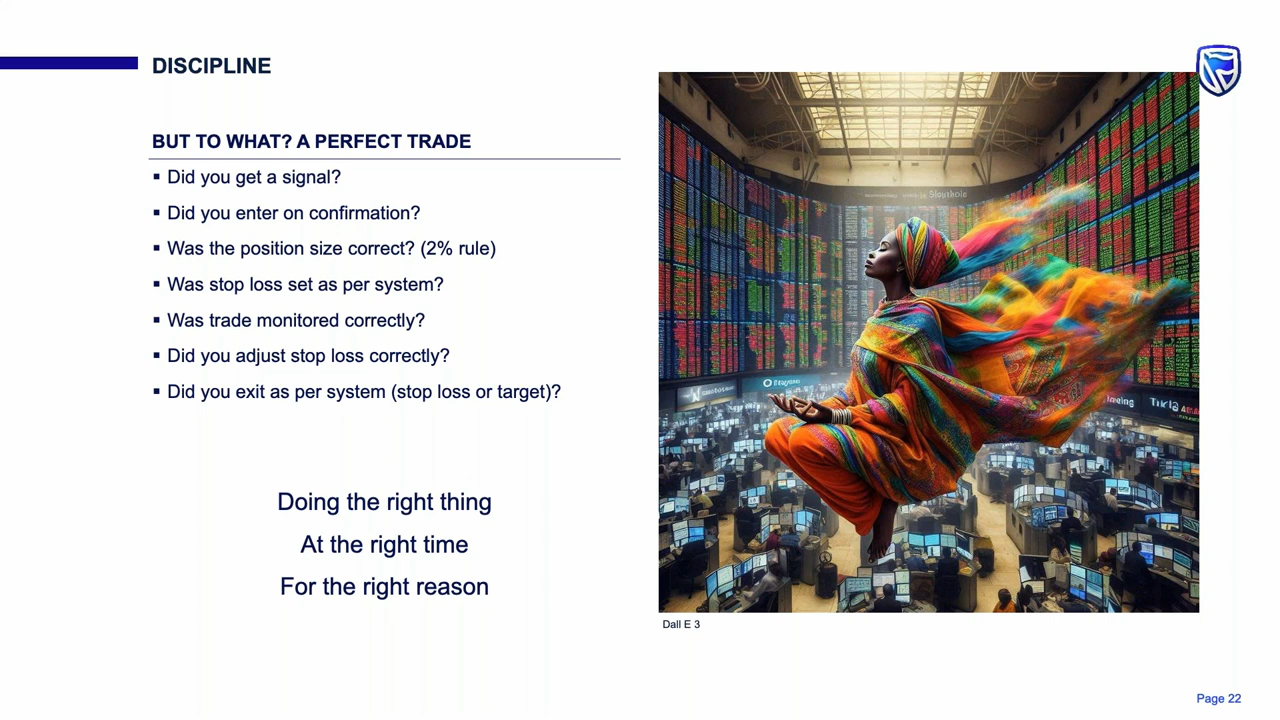 DISCIPLINE
BUT TO WHAT? A PERFECT TRADE
▪ Did you get a signal?
▪ Did you enter on confirmation?
▪ Was the position size correct? (2% rule)
▪ Was stop loss set as per system?
▪ Was trade monitored correctly?
▪ Did you adjust stop loss correctly?
▪ Did you exit as per system (stop loss or target)?
Doing the right thing
At the right time
For the right reason
Dall E 3
Page 22